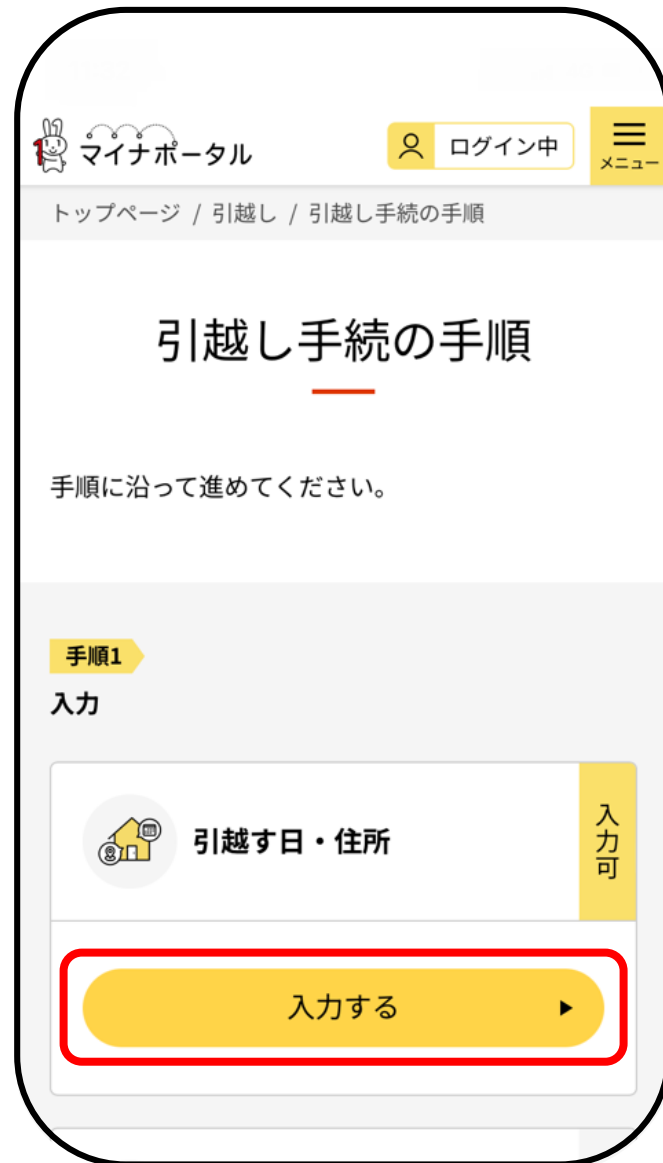 マイナポータル
ログイン中
メニュー
トップページ / 引越し / 引越し手続の手順
引越し手続の手順
手順に沿って進めてください。
手順1
入力
引越す日・住所
入力可
入力する